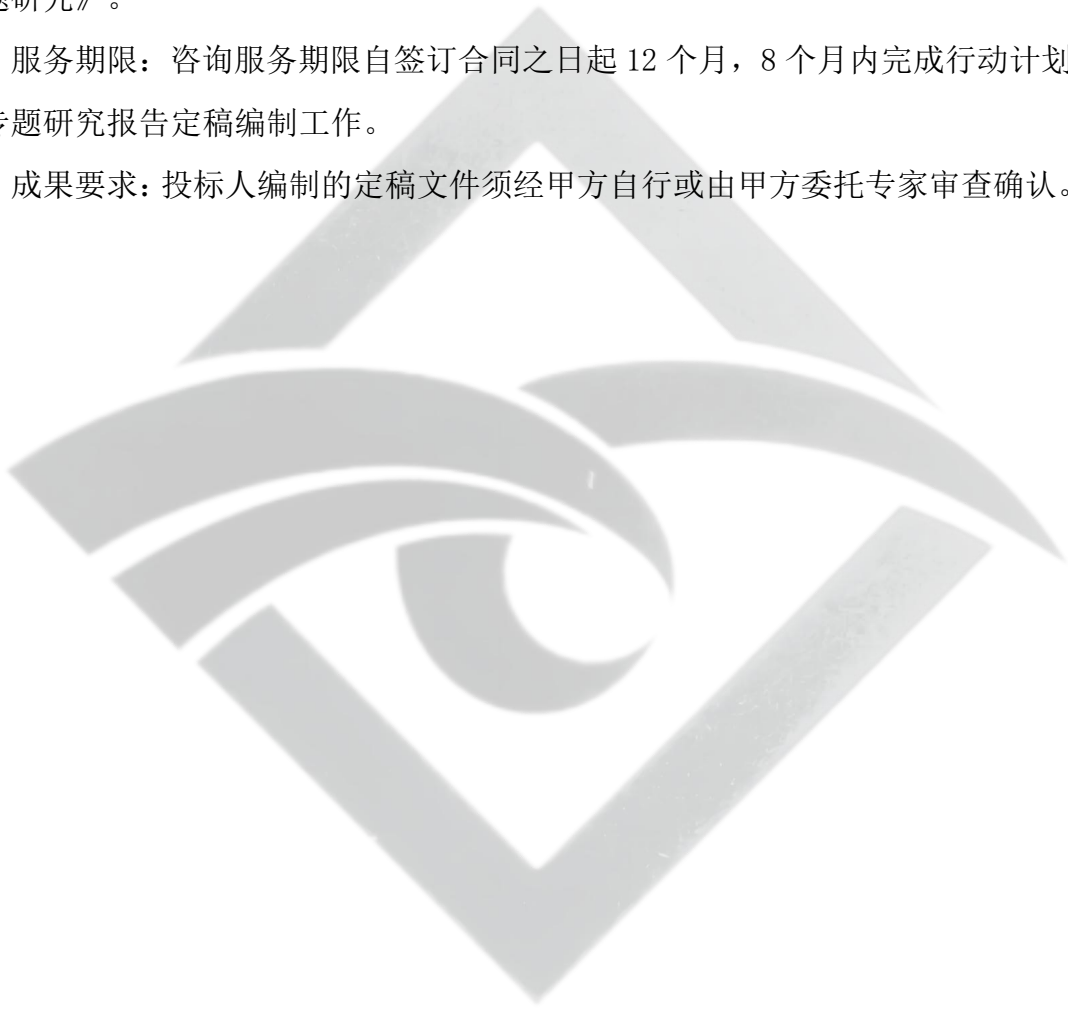 题研究》。
服务期限：咨询服务期限自签订合同之日起 12 个月，8 个月内完成行动计划
专题研究报告定稿编制工作。
成果要求：投标人编制的定稿文件须经甲方自行或由甲方委托专家审查确认。